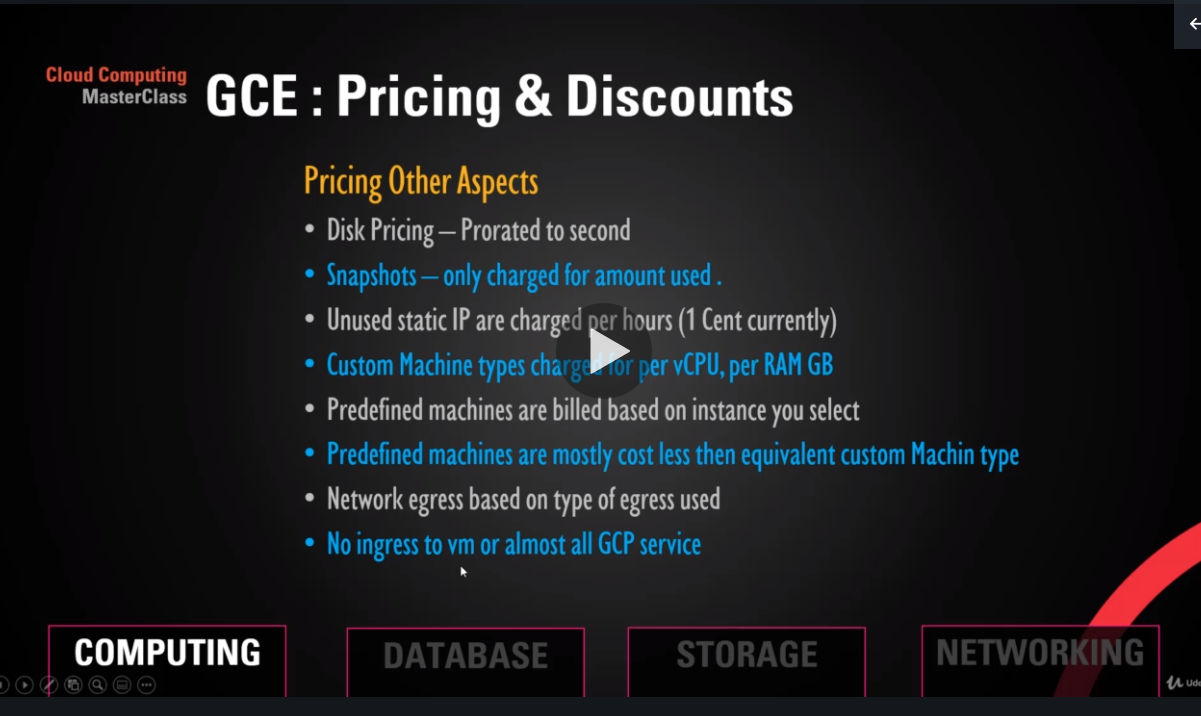 Cloud Computing
MasterClass
GCE : Pricing & Discounts
Pricing Other Aspects
• Disk Pricing – Prorated to second
• Snapshots – only charged for amount used .
• Unused static IP are charged per hours (1 Cent currently)
• Custom Machine types charged for per vCPU, per RAM GB
• Predefined machines are billed based on instance you select
• Predefined machines are mostly cost less then equivalent custom Machin type
• Network egress based on type of egress used
• No ingress to vm or almost all GCP service
COMPUTING
DATABASE
STORAGE
NETWORKING